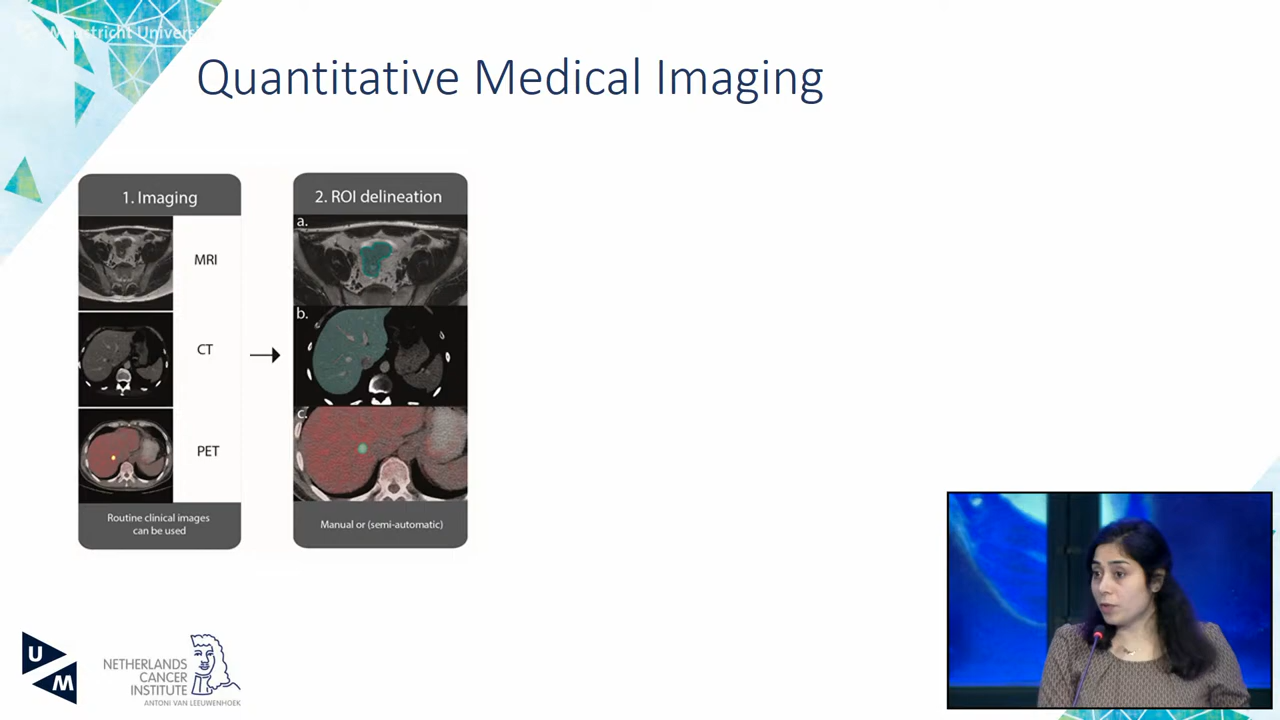 Maastricht University
Quantitative Medical Imaging
1. Imaging
MRI
CT
PET
Routine clinical images
can be used
2. ROI delineation
a.
b.
c.
Manual or (semi-automatic)
U
M
NETHERLANDS
CANCER
INSTITUTE
ANTONI VAN LEEUWENHOEK